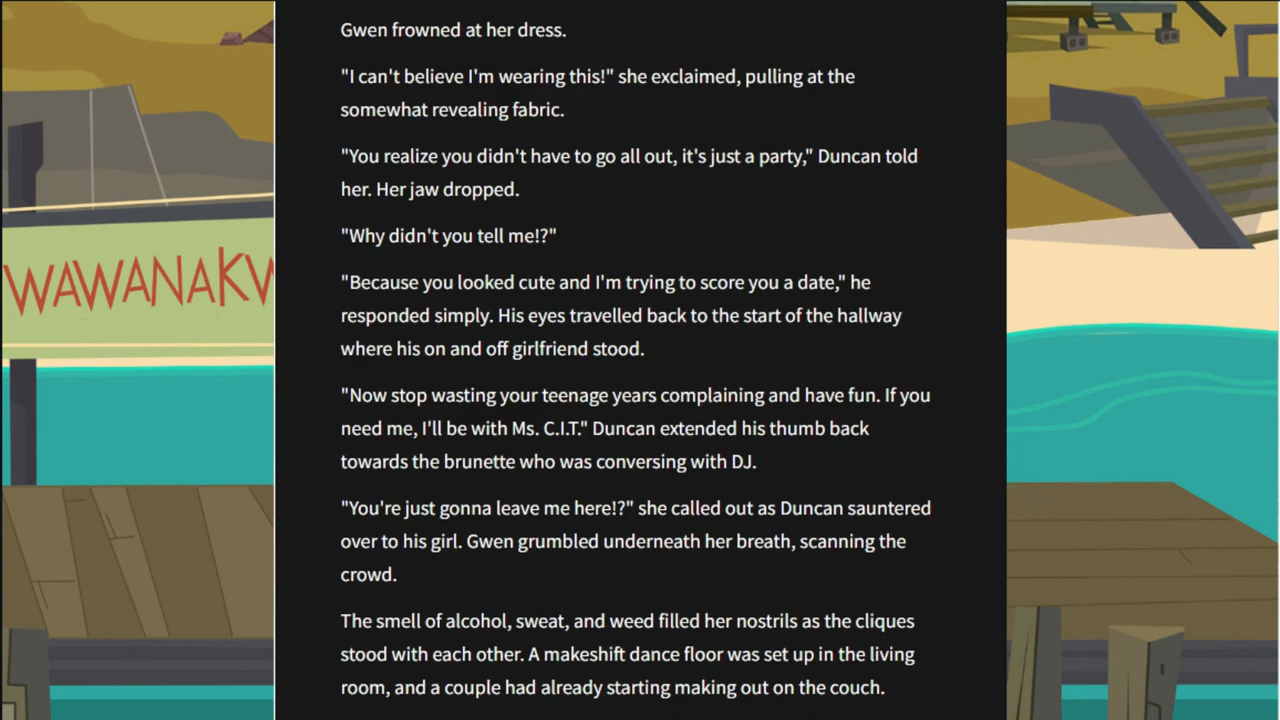 Gwen frowned at her dress.
"I can't believe I'm wearing this!" she exclaimed, pulling at the
somewhat revealing fabric.
"You realize you didn't have to go all out, it's just a party," Duncan told
her. Her jaw dropped.
"Why didn't you tell me!?"
"Because you looked cute and I'm trying to score you a date," he
responded simply. His eyes travelled back to the start of the hallway
where his on and off girlfriend stood.
"Now stop wasting your teenage years complaining and have fun. If you
need me, I'll be with Ms. C.I.T." Duncan extended his thumb back
towards the brunette who was conversing with DJ.
"You're just gonna leave me here!?" she called out as Duncan sauntered
over to his girl. Gwen grumbled underneath her breath, scanning the
crowd.
The smell of alcohol, sweat, and weed filled her nostrils as the cliques
stood with each other. A makeshift dance floor was set up in the living
room, and a couple had already starting making out on the couch.
WAWANAKW